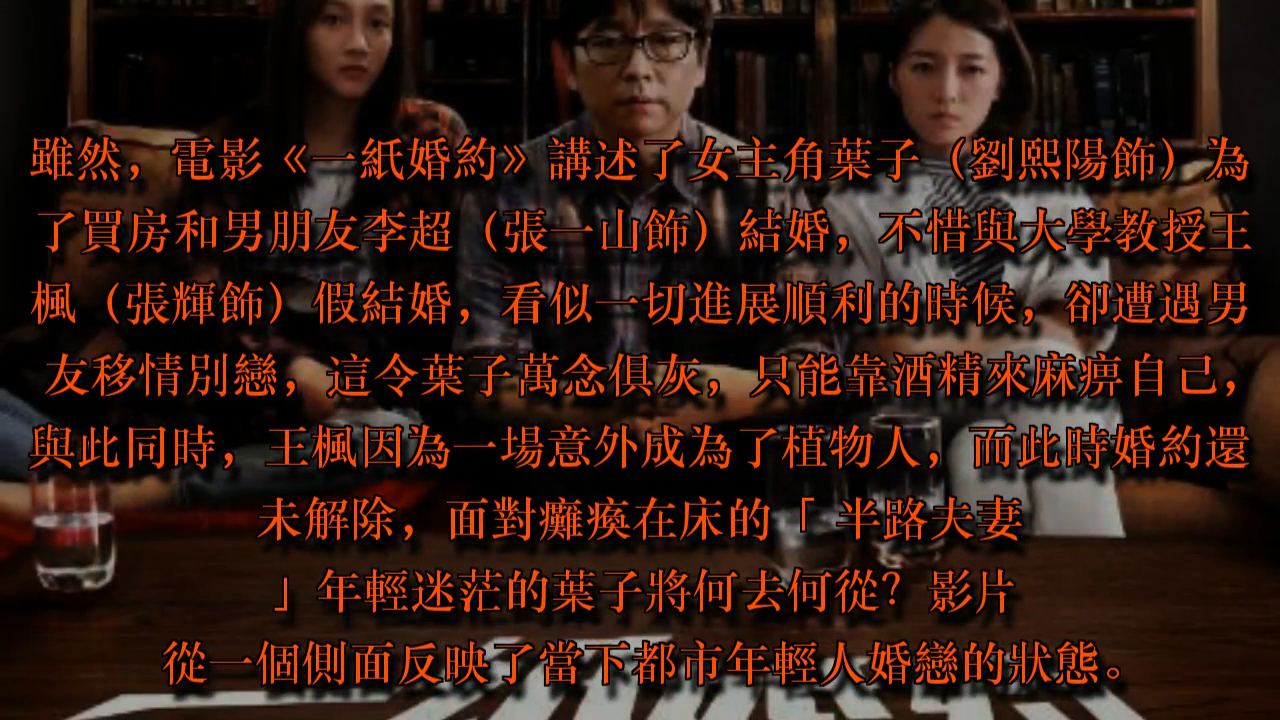 雖然，電影《一紙婚約》講述了女主角葉子（劉熙陽飾）為
了買房和男朋友李超（張一山飾）結婚，不惜與大學教授王
楓（張輝飾）假結婚，看似一切進展順利的時候，卻遭遇男
友移情別戀，這令葉子萬念俱灰，只能靠酒精來麻痹自己，
與此同時，王楓因為一場意外成為了植物人，而此時婚約還
未解除，面對癱瘓在床的「 半路夫妻
」年輕迷茫的葉子將何去何從？影片
從一個側面反映了當下都市年輕人婚戀的狀態。